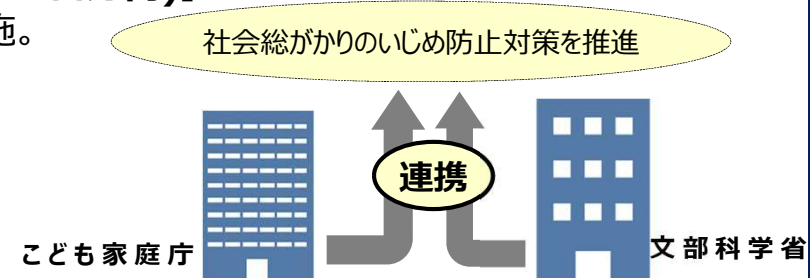 施。
社会総がかりのいじめ防止対策を推進
連携
こども家庭庁
文部科学省